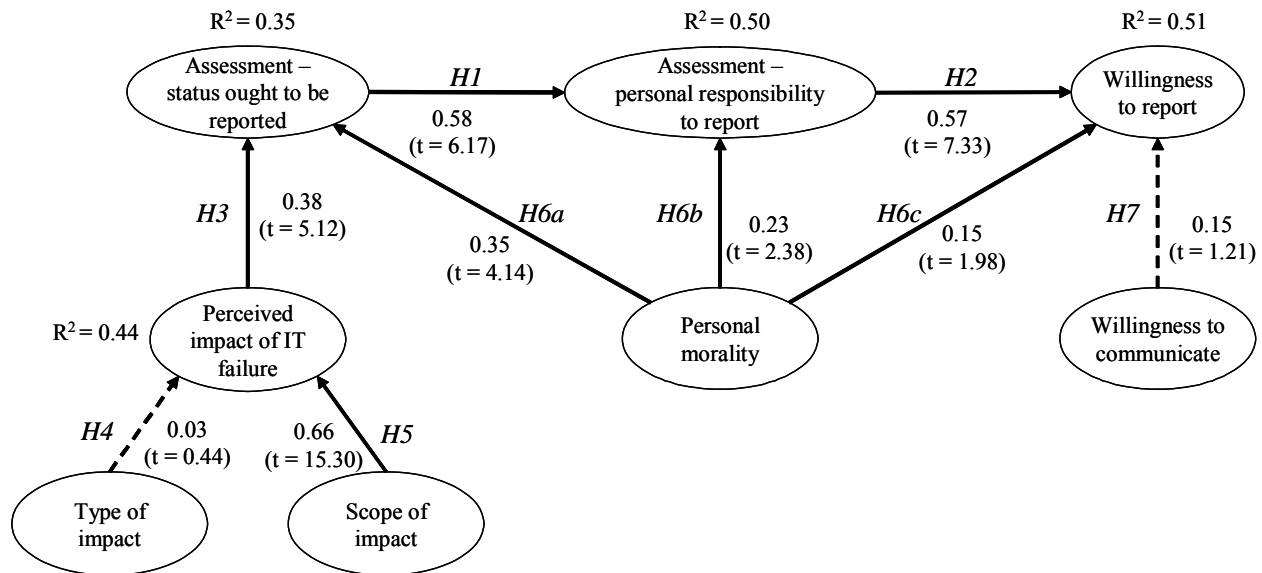 R² = 0.35
R² = 0.50
R² = 0.51
Assessment –
status ought to be
reported
H1
0.58
(t = 6.17)
Assessment –
personal responsibility
to report
H2
0.57
(t = 7.33)
Willingness
to report
H3
0.38
(t = 5.12)
H6a
0.35
(t = 4.14)
H6b
0.23
(t = 2.38)
H6c
0.15
(t = 1.98)
H7
0.15
(t = 1.21)
R² = 0.44
Perceived
impact of IT
failure
Personal
morality
Willingness to
communicate
H4
0.03
(t = 0.44)
0.66
(t = 15.30)
H5
Type of
impact
Scope of
impact